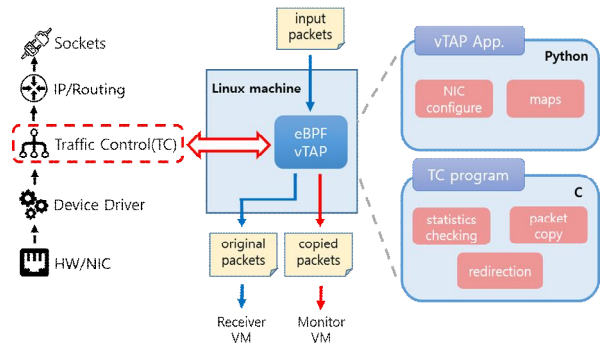 Sockets
IP/Routing
Traffic Control(TC)
Device Driver
HW/NIC
input
packets
Linux machine
eBPF
vTAP
original
packets
copied
packets
Receiver
VM
Monitor
VM
vTAP App.
Python
NIC
configure
maps
TC program
C
statistics
checking
packet
copy
redirection